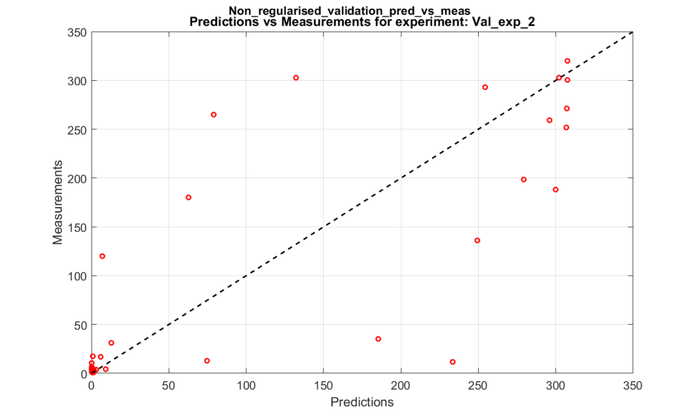 Non_regularised_validation_pred_vs_meas
Predictions vs Measurements for experiment: Val_exp_2
350
300
250
200
150
100
50
0
Measurements
0 50 100 150 200 250 300 350
Predictions